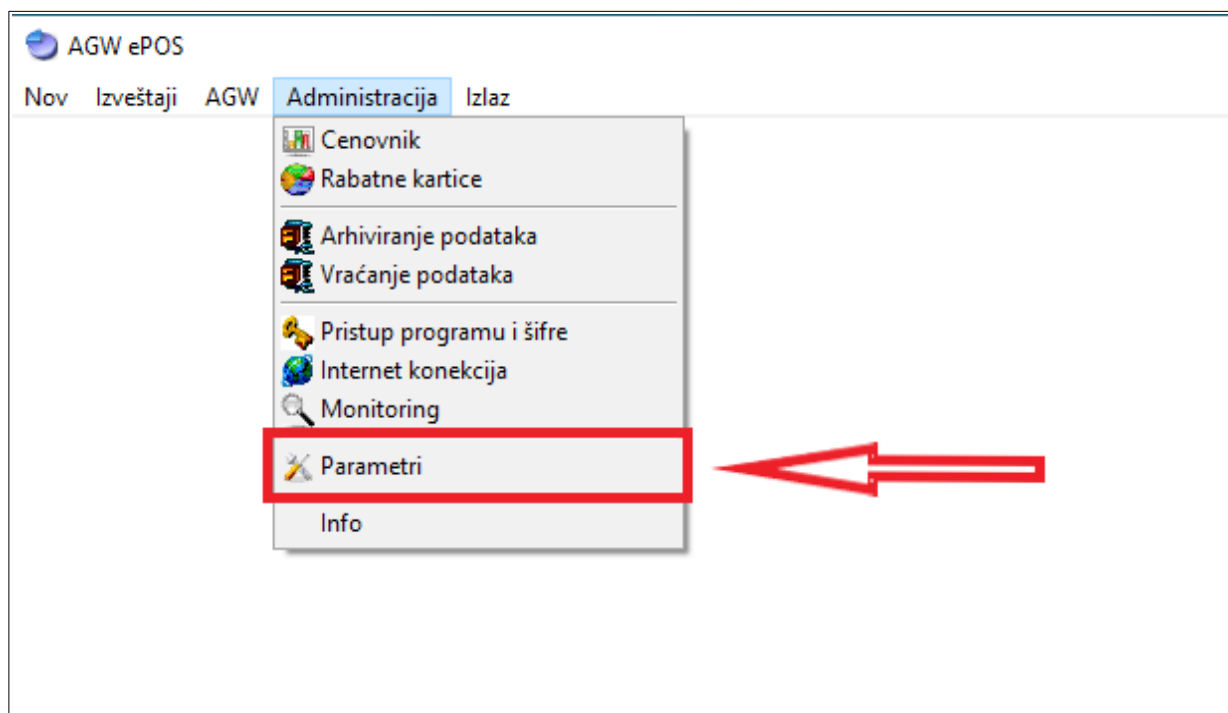 AGW ePOS
Nov Izveštaji AGW Administracija Izlaz
Cenovnik
Rabatne kartice
Arhiviranje podataka
Vraćanje podataka
Pristup programu i šifre
Internet konekcija
Monitoring
Parametri
Info